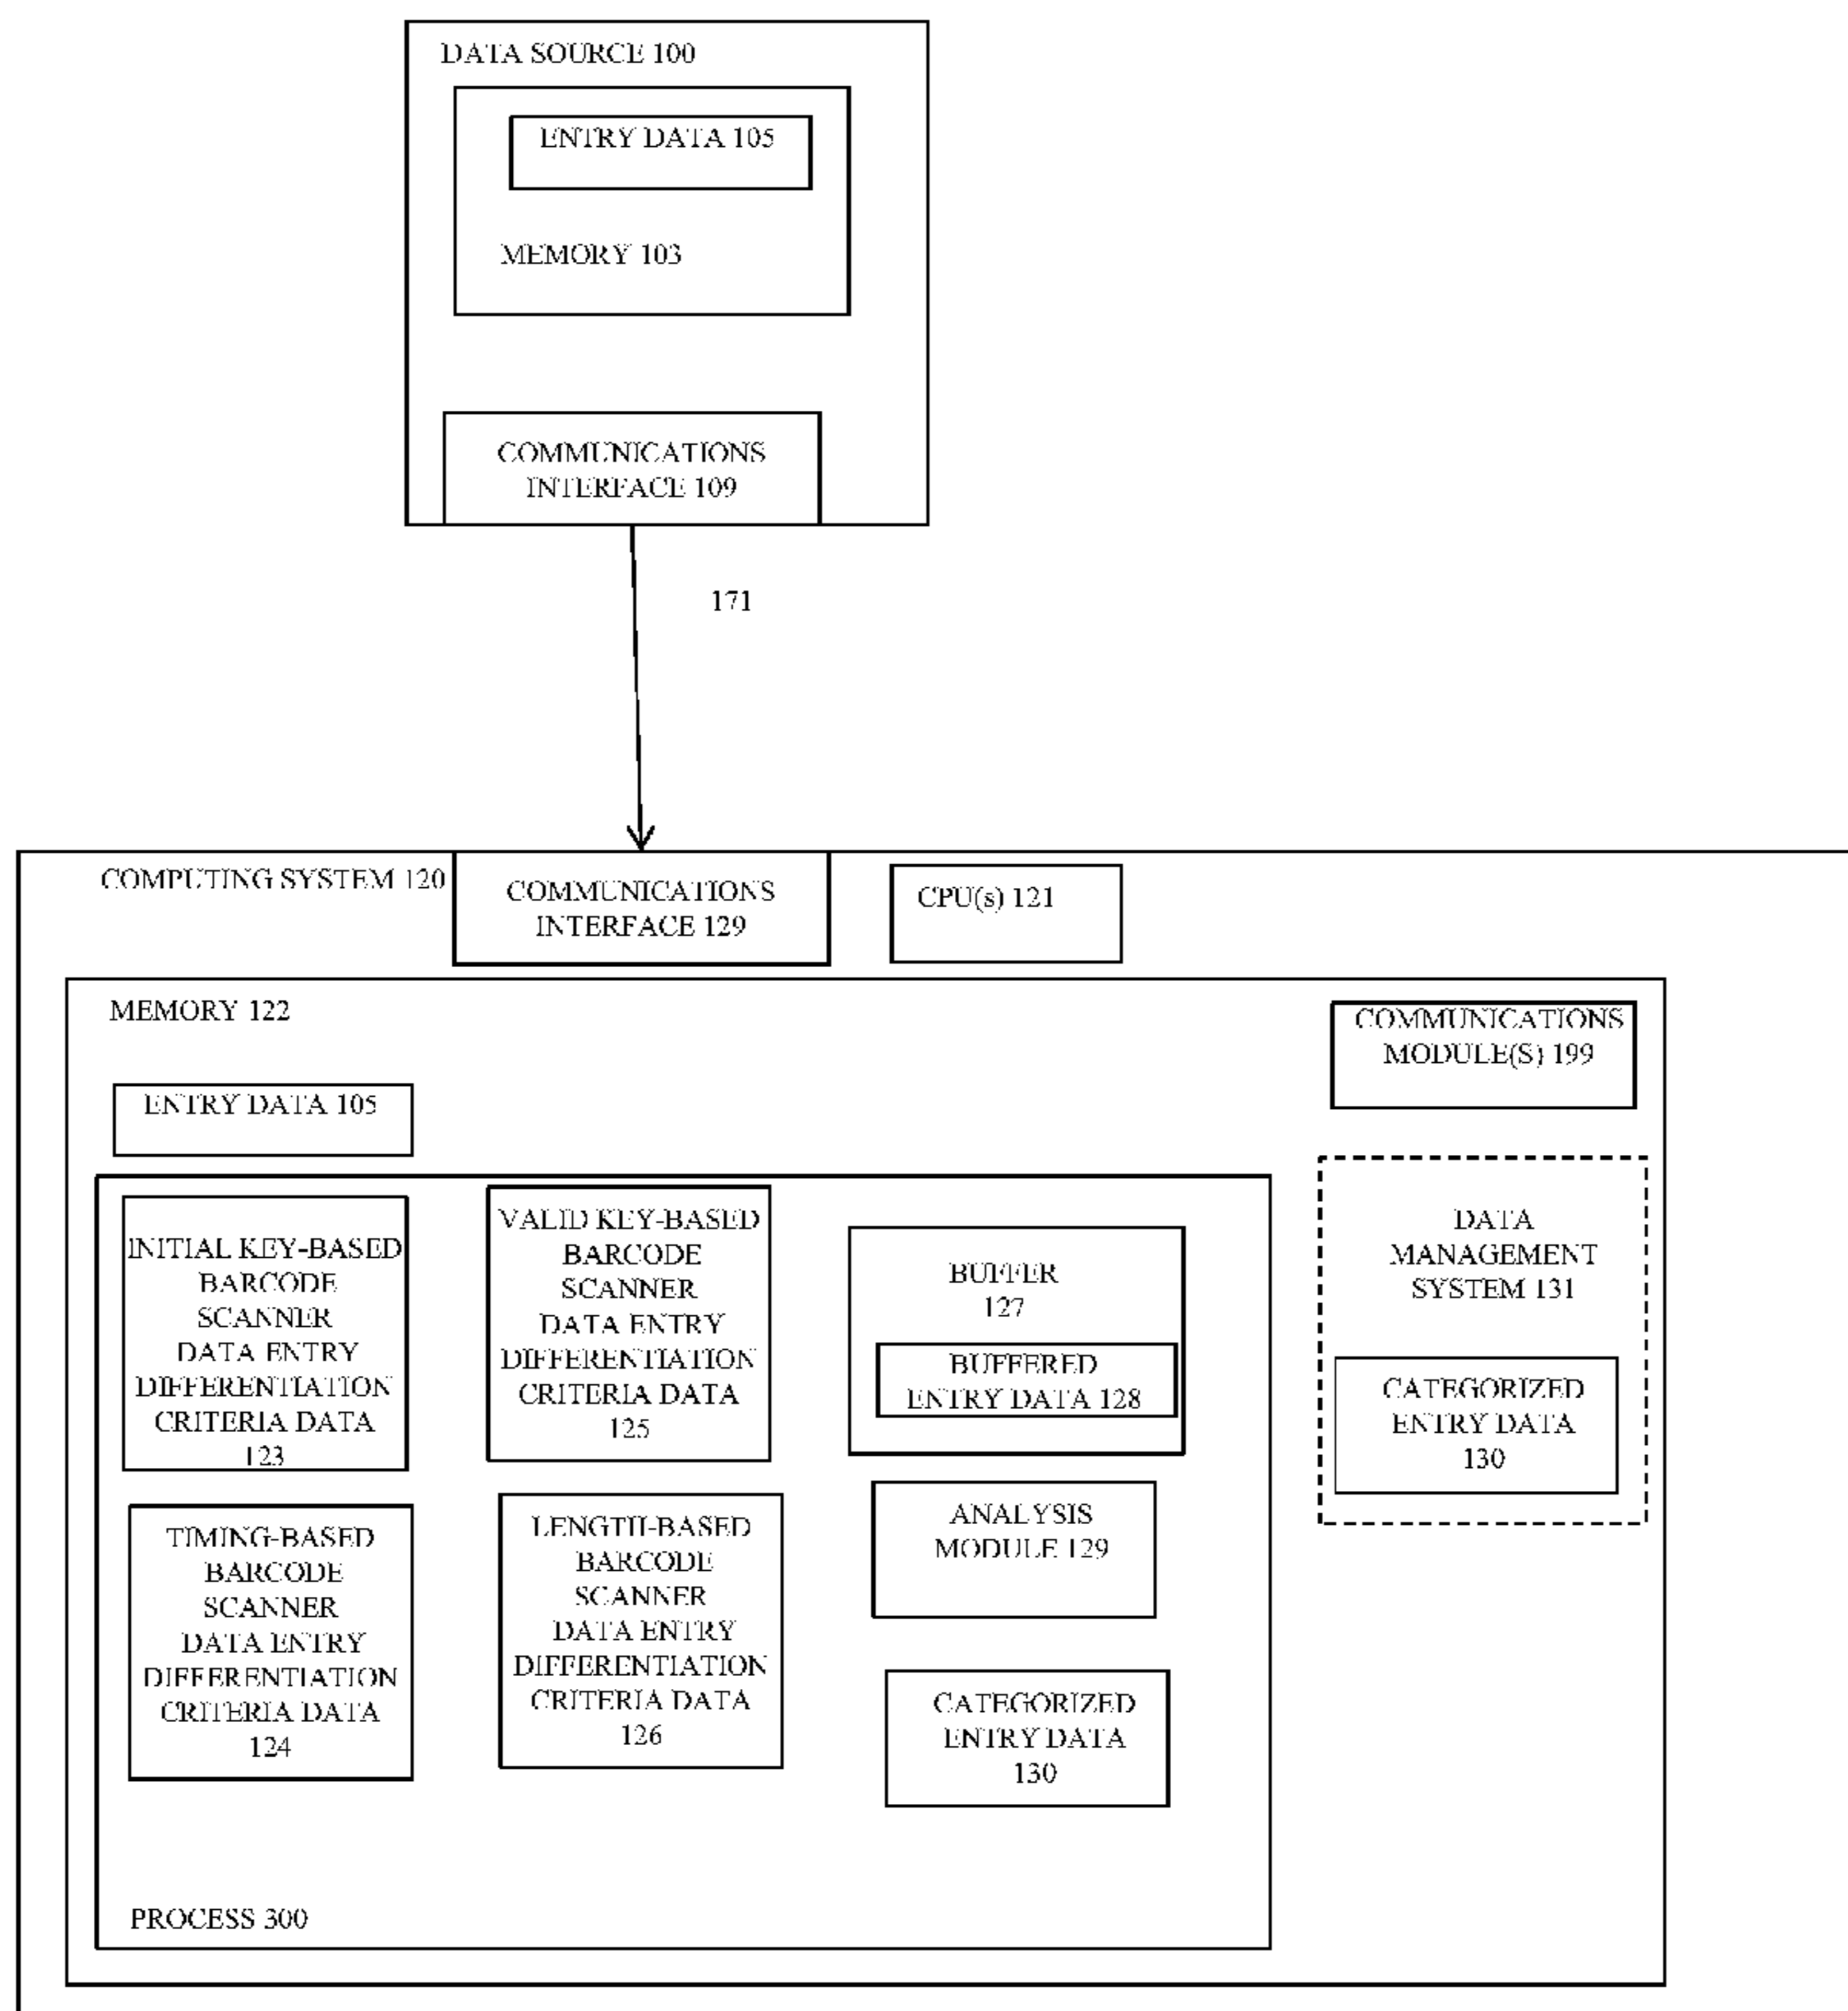 DATA SOURCE 100
ENTRY DATA 105
MEMORY 103
COMMUNICATIONS
INTERFACE 109
171
COMPUTING SYSTEM 120
COMMUNICATIONS
INTERFACE 129
CPU(s) 121
MEMORY 122
COMMUNICATIONS
MODULE(S) 199
ENTRY DATA 105
INITIAL KEY-BASED
BARCODE
SCANNER
DATA ENTRY
DIFFERENTIATION
CRITERIA DATA
123
VALID KEY-BASED
BARCODE
SCANNER
DATA ENTRY
DIFFERENTIATION
CRITERIA DATA
125
BUFFER
127
BUFFERED
ENTRY DATA 128
DATA
MANAGEMENT
SYSTEM 131
CATEGORIZED
ENTRY DATA
130
TIMING-BASED
BARCODE
SCANNER
DATA ENTRY
DIFFERENTIATION
CRITERIA DATA
124
LENGTH-BASED
BARCODE
SCANNER
DATA ENTRY
DIFFERENTIATION
CRITERIA DATA
126
ANALYSIS
MODULE 129
CATEGORIZED
ENTRY DATA
130
PROCESS 300